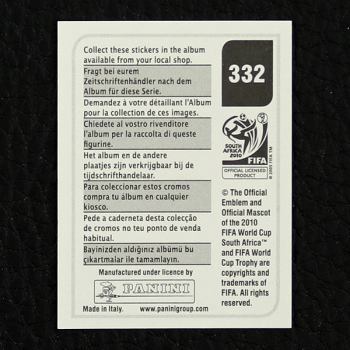 Collect these stickers in the album
available from your local shop.
Fragt bei eurem
Zeitschriftenhändler nach dem
Album für diese Serie.
Demandez à votre détaillant l'Album
pour la collection de ces images.
Chiedete al vostro rivenditore
l'albums per la raccolta di queste
figurine.
Het album en de andere
plaatjes zijn verkrijgbaar bij de
tijdschrifthandelaar.
Para coleccionar estos cromos
compra tu álbum en cualquier
kiosco.
Pede a caderneta desta colecção
de cromos no teu ponto de venda
habitual.
Bayinizden aldığınız albümü bu
çıkartmalar ile tamamlayın.
Manufactured under licence by
PANINI
Made in Italy. www.paninigroup.com
332
SOUTH AFRICA
2010
FIFA
© 2005 FIFA TM
OFFICIAL LICENSED
PRODUCT
© The Official
Emblem and
Official Mascot
of the 2010
FIFA World Cup
South Africa™
and FIFA World
Cup Trophy are
copyrights and
trademarks of
FIFA. All rights
reserved.